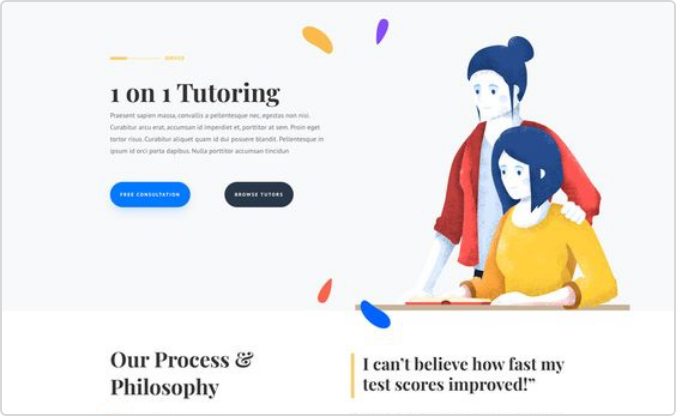 SERVICE
1 on 1 Tutoring
Praesent sapien massa, convallis a pellentesque nec, egestas non nisi.
Curabitur arcu erat, accumsan id imperdiet et, porttitor at sem. Proin eget
tortor risus. Curabitur aliquet quam id dui posuere blandit. Pellentesque in
ipsum id orci porta dapibus. Nulla porttitor accumsan tincidun
FREE CONSULTATION
BROWSE TUTORS
Our Process &
Philosophy
I can’t believe how fast my
test scores improved!”